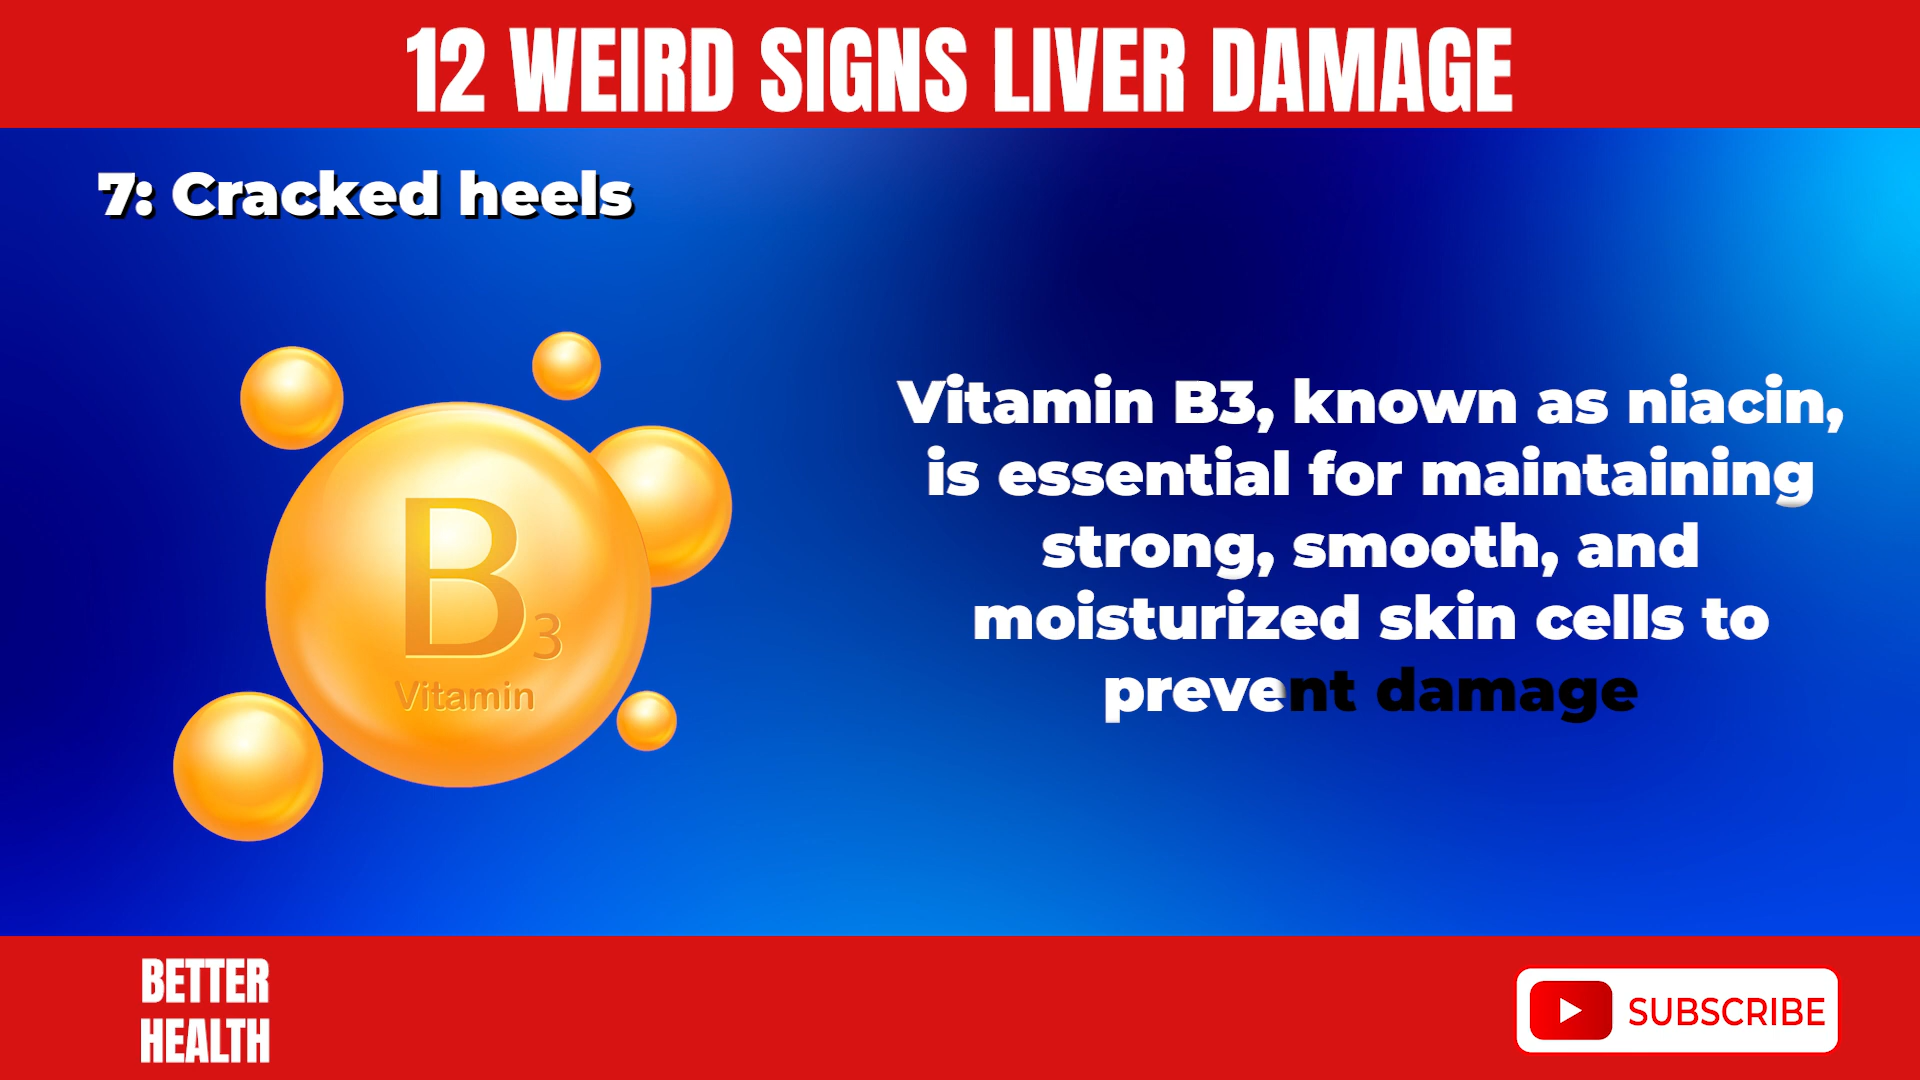 12 WEIRD SIGNS LIVER DAMAGE
7: Cracked heels
B3
Vitamin
Vitamin B3, known as niacin,
is essential for maintaining
strong, smooth, and
moisturized skin cells to
prevent damage
BETTER
HEALTH
SUBSCRIBE